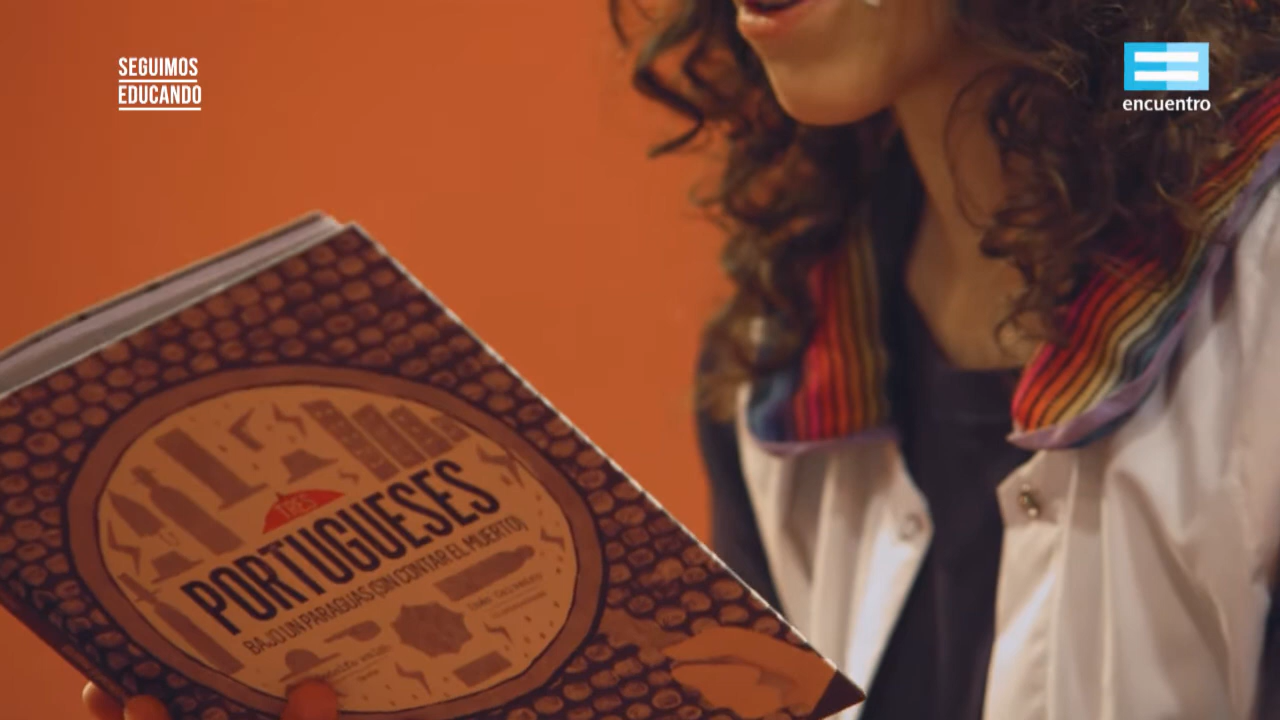 SEGUIMOS
EDUCANDO
encuentro
TRES
PORTUGUESES
BAJO UN PARAGUAS (SIN CONTAR EL MUERTO)